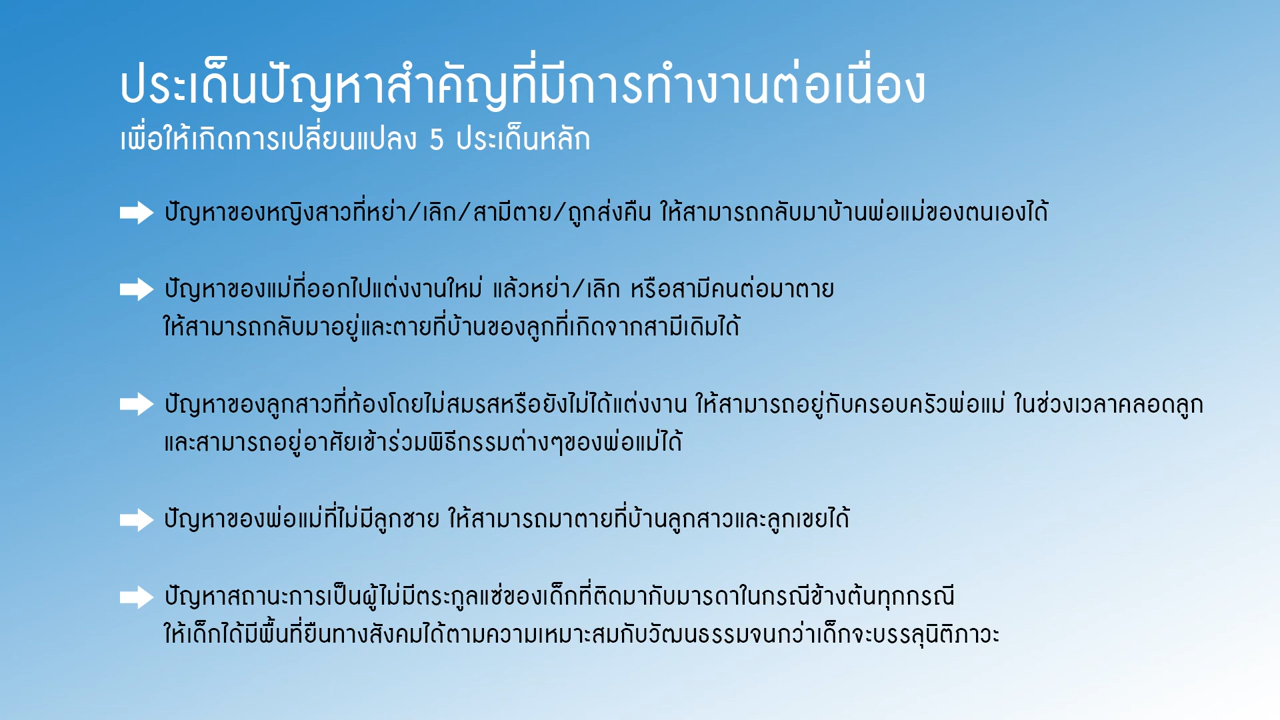 ประเด็นปัญหาสำคัญที่มีการทำงานต่อเนื่อง
เพื่อให้เกิดการเปลี่ยนแปลง 5 ประเด็นหลัก
ปัญหาของหญิงสาวที่หย่า/เลิก/สามีตาย/ถูกส่งคืน ให้สามารถกลับมาบ้านพ่อแม่ของตนเองได้
ปัญหาของแม่ที่ออกไปแต่งงานใหม่ แล้วหย่า/เลิก หรือสามีคนต่อมาตาย
ให้สามารถกลับมาอยู่และตายที่บ้านของลูกที่เกิดจากสามีเดิมได้
ปัญหาของลูกสาวที่ท้องโดยไม่สมรสหรือยังไม่ได้แต่งงาน ให้สามารถอยู่กับครอบครัวพ่อแม่ ในช่วงเวลาคลอดลูก
และสามารถอยู่อาศัยเข้าร่วมพิธีกรรมต่างๆของพ่อแม่ได้
ปัญหาของพ่อแม่ที่ไม่มีลูกชาย ให้สามารถมาตายที่บ้านลูกสาวและลูกเขยได้
ปัญหาสถานะการเป็นผู้ไม่มีตระกูลแซ่ของเด็กที่ติดมากับมารดาในกรณีข้างต้นทุกกรณี
ให้เด็กได้มีพื้นที่ยืนทางสังคมได้ตามความเหมาะสมกับวัฒนธรรมจนกว่าเด็กจะบรรลุนิติภาวะ